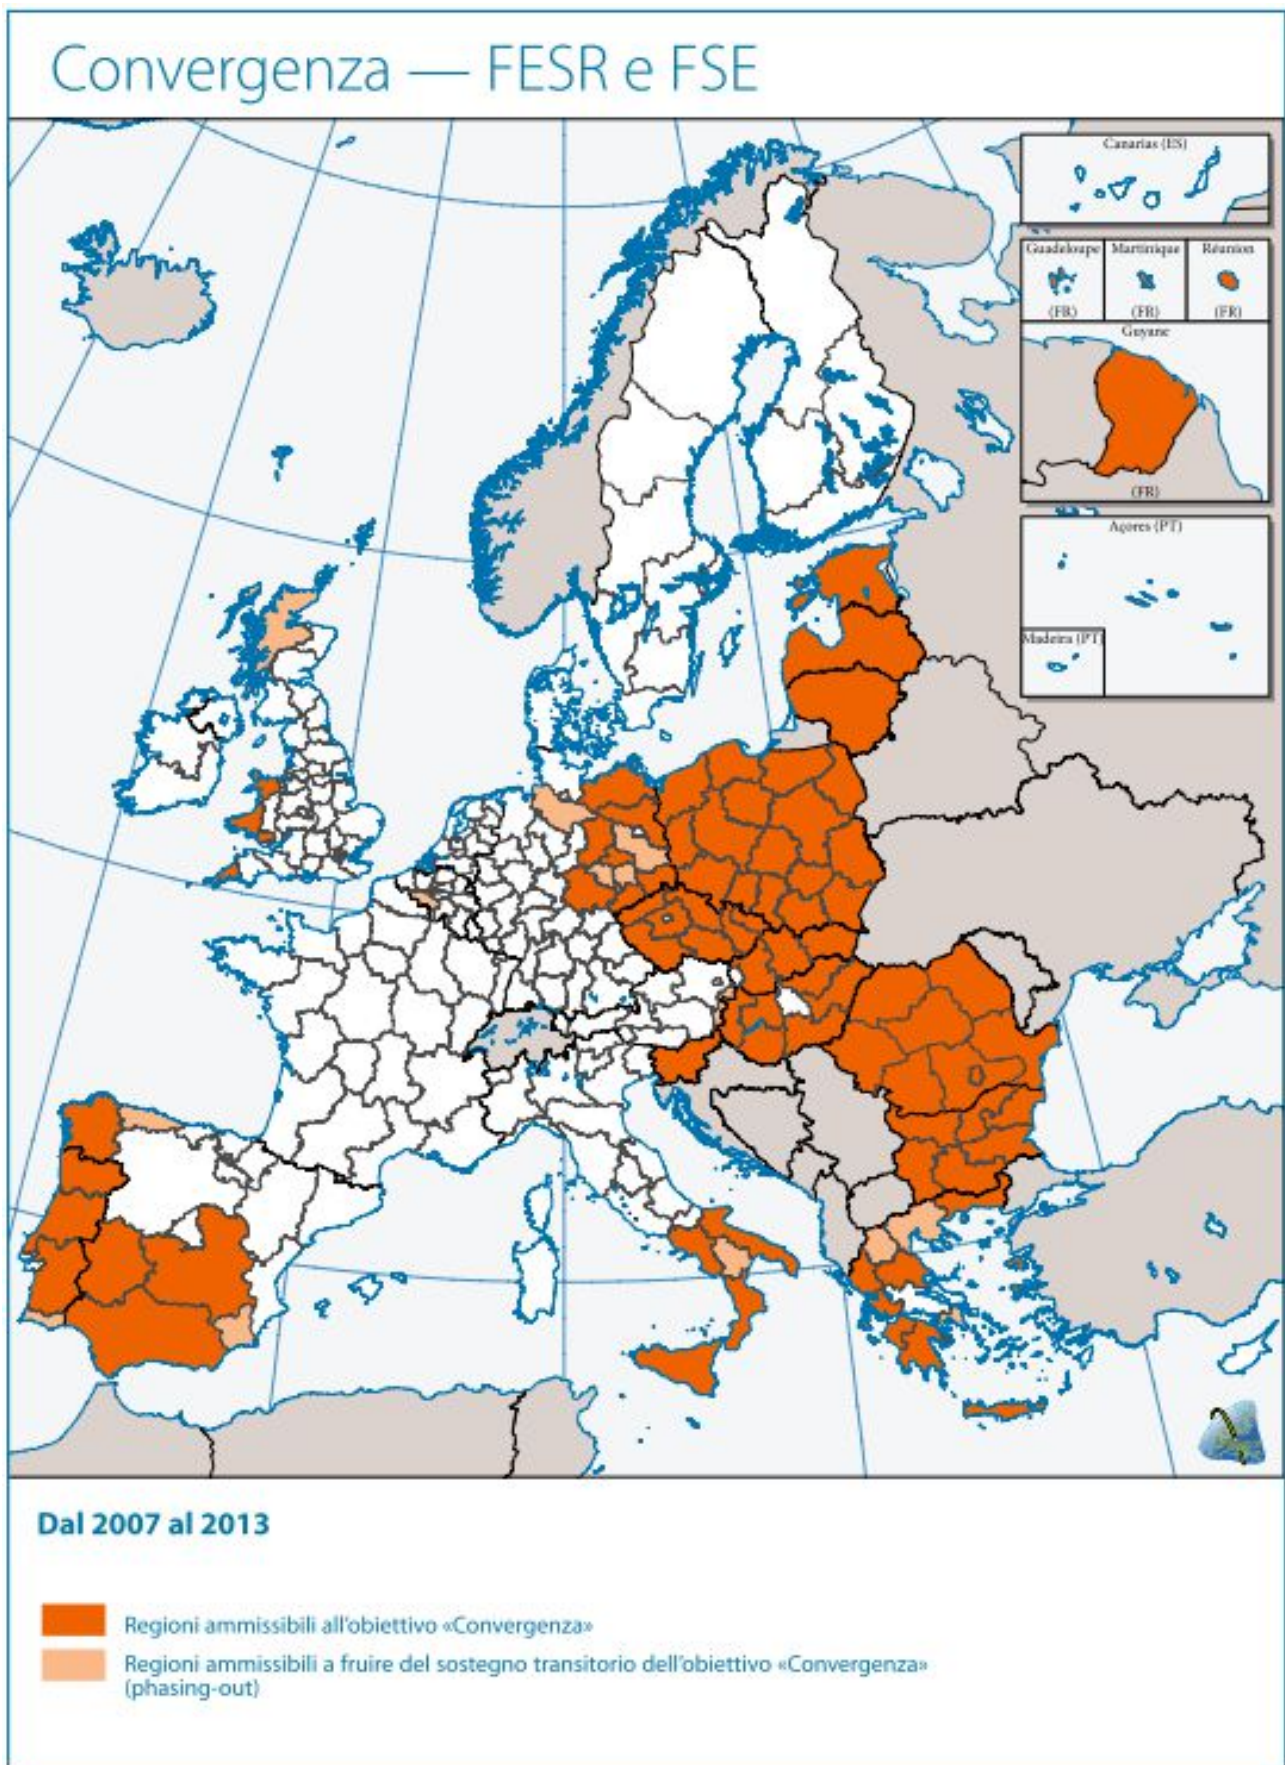 Convergenza — FESR e FSE
Canarias (ES)
Guadeloupe
Martinique
Réunion
(FR)
(FR)
(FR)
Guyane
(FR)
Açores (PT)
Madeira (PT)
Dal 2007 al 2013
Regioni ammissibili all'obiettivo «Convergenza»
Regioni ammissibili a fruire del sostegno transitorio dell'obiettivo «Convergenza»
(phasing-out)